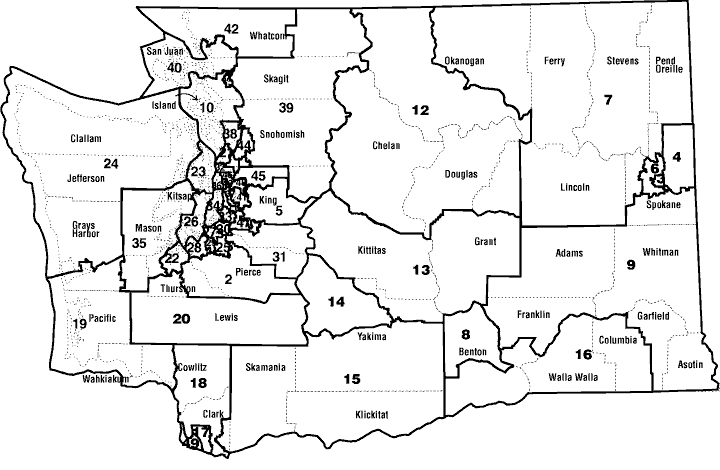 42
Whatcom
San Juan
40
Skagit
Okanogan
Ferry
Stevens
Pend
Oreille
Island
10
39
12
7
Clallam
38
44
Snohomish
Chelan
24
Jefferson
23
45
Douglas
6
4
3
Kitsap
King
5
Lincoln
Spokane
Grays
Harbor
Mason
35
26
Kittitas
Grant
Adams
Whitman
22
28
25
31
13
9
Pierce
2
Thurston
14
19
Pacific
20
Lewis
Franklin
Garfield
Yakima
8
Benton
Columbia
16
Cowlitz
18
Skamania
15
Walla Walla
Asotin
Wahkiakum
Clark
Klickitat
17
49